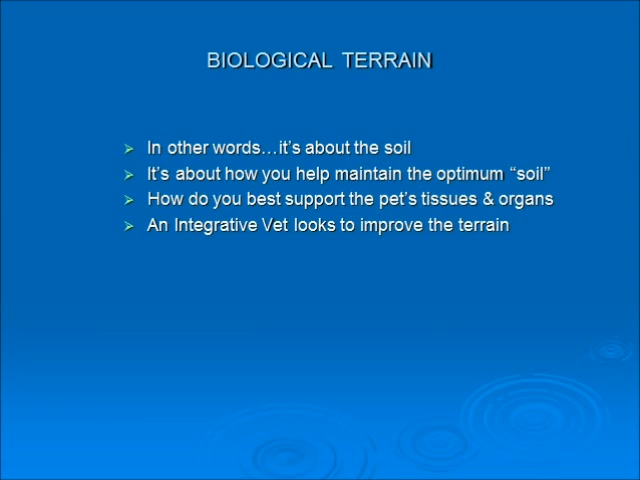 BIOLOGICAL TERRAIN
In other words…it’s about the soil
It’s about how you help maintain the optimum “soil”
How do you best support the pet’s tissues & organs
An Integrative Vet looks to improve the terrain